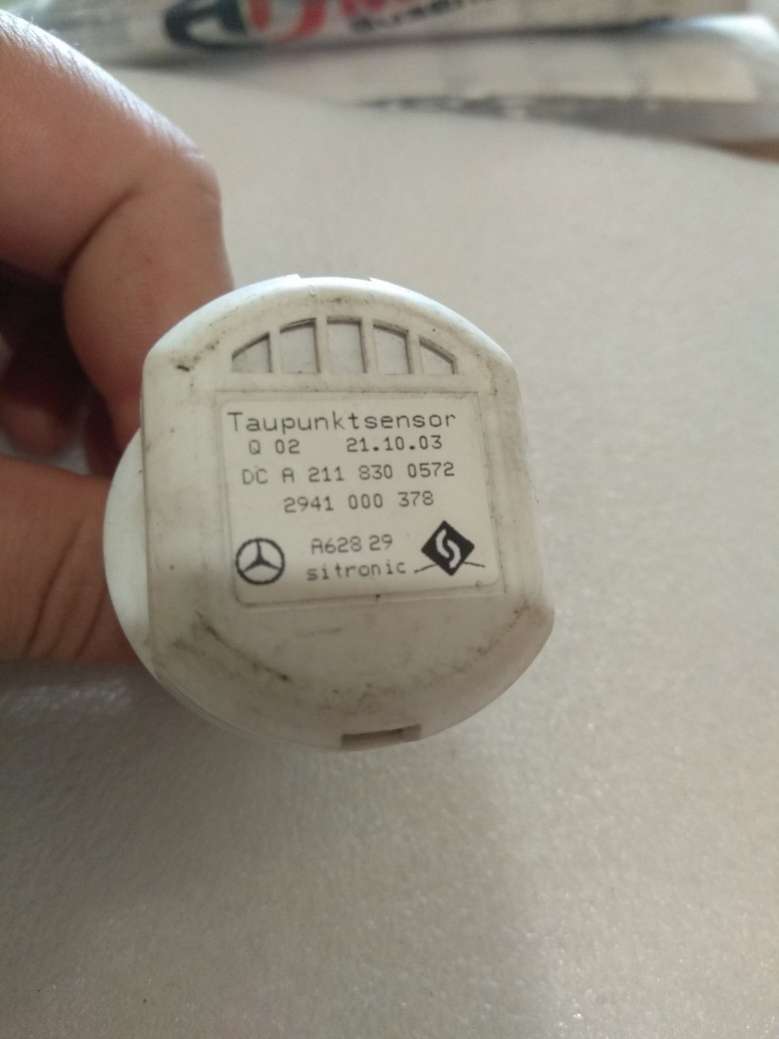 Taupunktsensor
Q 02 21.10.03
DC A 211 830 0572
2941 000 378
A628 29
sitronic